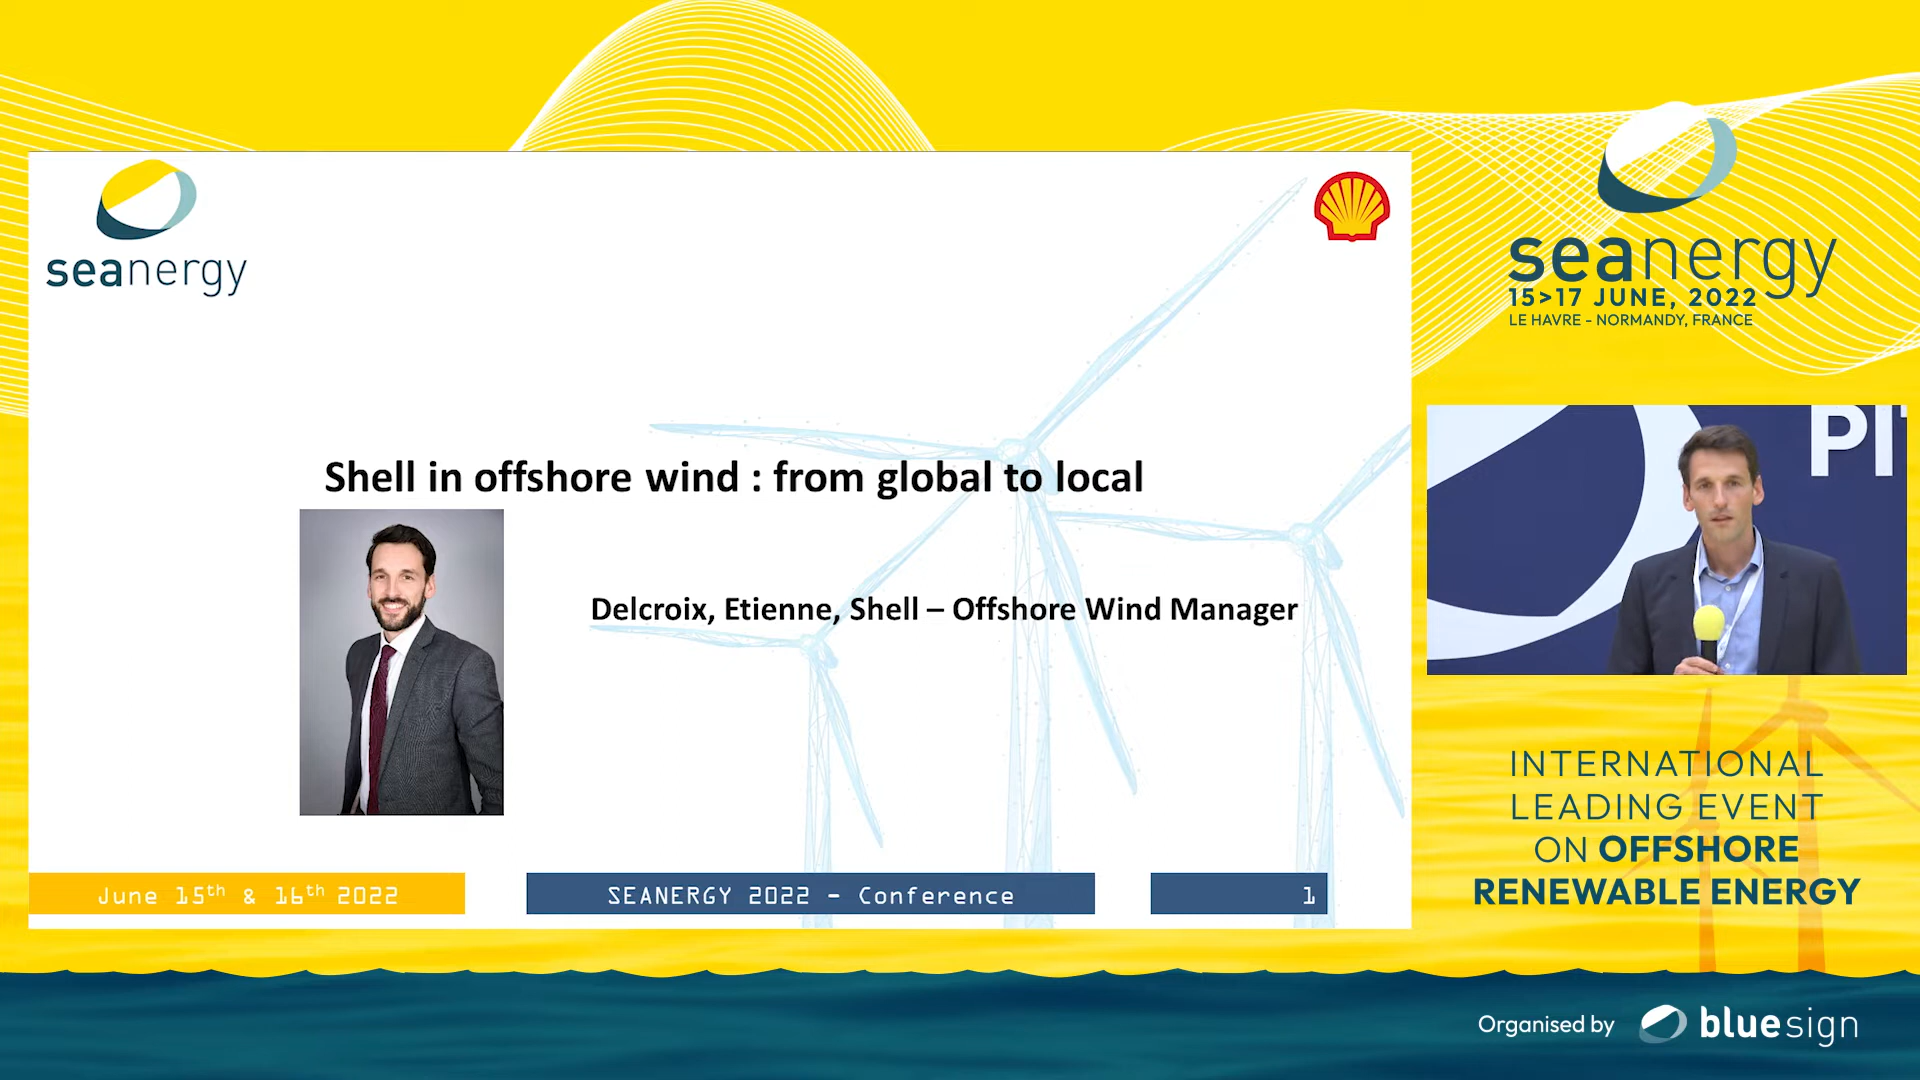 seanergy
Shell in offshore wind : from global to local
Delcroix, Etienne, Shell – Offshore Wind Manager
June 15th & 16th 2022
SEANERGY 2022 - Conference
1
seanergy
15>17 JUNE, 2022
LE HAVRE - NORMANDY, FRANCE
INTERNATIONAL
LEADING EVENT
ON OFFSHORE
RENEWABLE ENERGY
Organised by bluesign